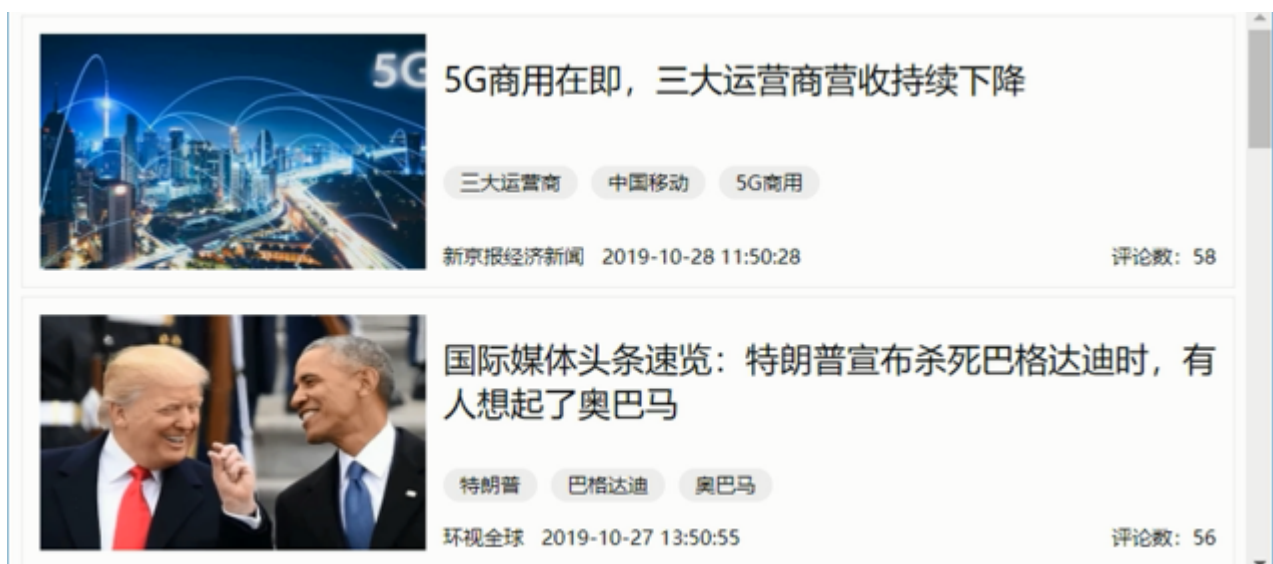 5G
5G商用在即，三大运营商营收持续下降
三大运营商 中国移动 5G商用
新京报经济新闻 2019-10-28 11:50:28 评论数：58
国际媒体头条速览：特朗普宣布杀死巴格达迪时，有
人想起了奥巴马
特朗普 巴格达迪 奥巴马
环视全球 2019-10-27 13:50:55 评论数：56